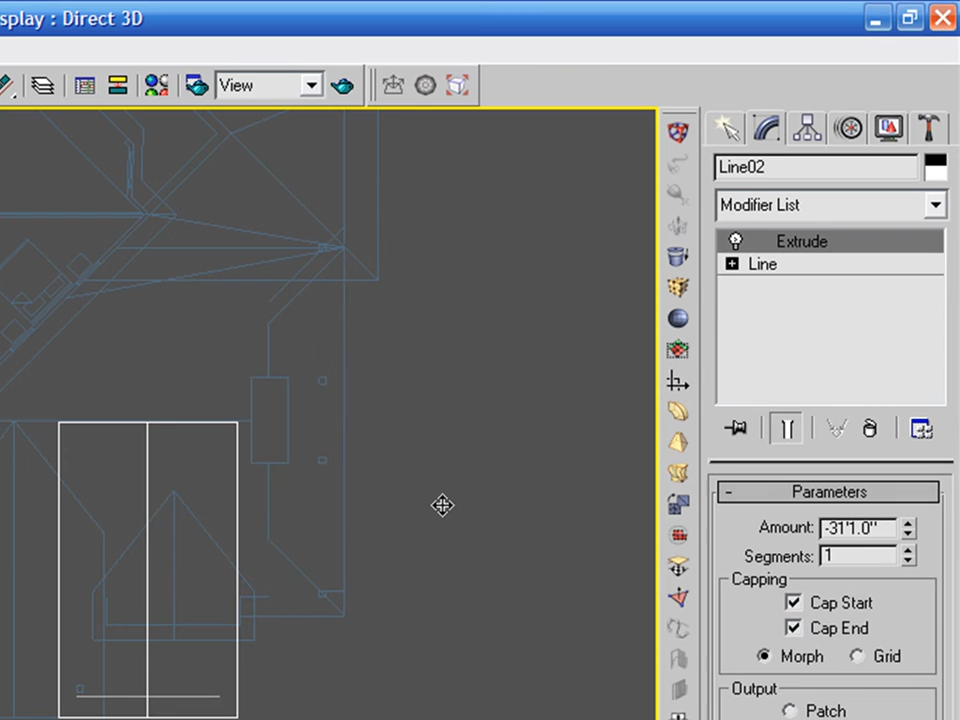 splay : Direct 3D
View
Line02
Modifier List
Extrude
Line
Parameters
Amount: -31'1.0"
Segments: 1
Capping
Cap Start
Cap End
Morph Grid
Output
Patch